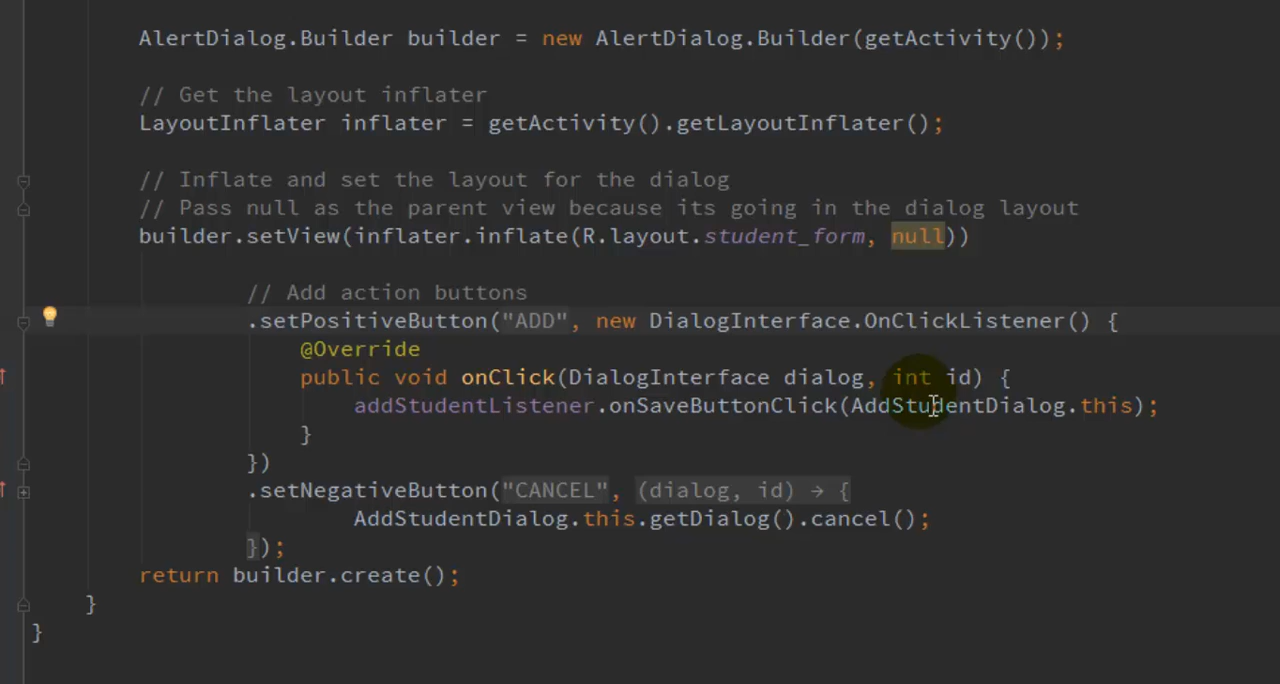 AlertDialog.Builder builder = new AlertDialog.Builder(getActivity());
// Get the layout inflater
LayoutInflater inflater = getActivity().getLayoutInflater();
// Inflate and set the layout for the dialog
// Pass null as the parent view because its going in the dialog layout
builder.setView(inflater.inflate(R.layout.student_form, null))
// Add action buttons
.setPositiveButton("ADD", new DialogInterface.OnClickListener() {
@Override
public void onClick(DialogInterface dialog, int id) {
addStudentListener.onSaveButtonClick(AddStudentDialog.this);
}
})
.setNegativeButton("CANCEL", (dialog, id) → {
AddStudentDialog.this.getDialog().cancel();
});
return builder.create();
}
}